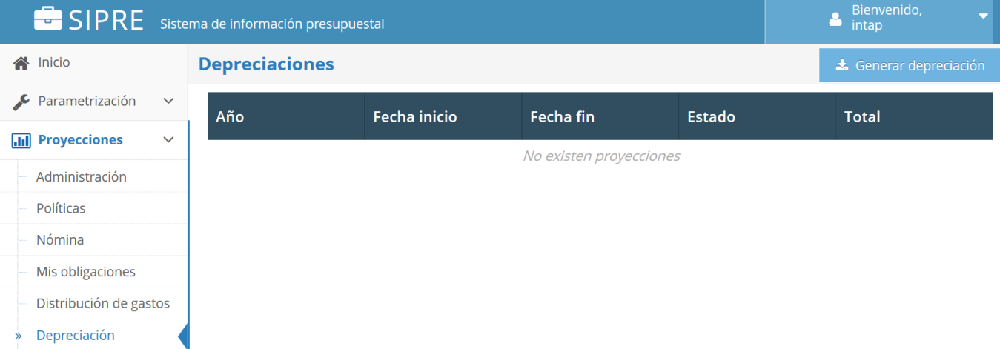 SIPRE Sistema de información presupuestal
Bienvenido,
intap
Inicio
Parametrización
Proyecciones
Administración
Políticas
Nómina
Mis obligaciones
Distribución de gastos
Depreciación
Depreciaciones
Generar depreciación
Año Fecha inicio Fecha fin Estado Total
No existen proyecciones